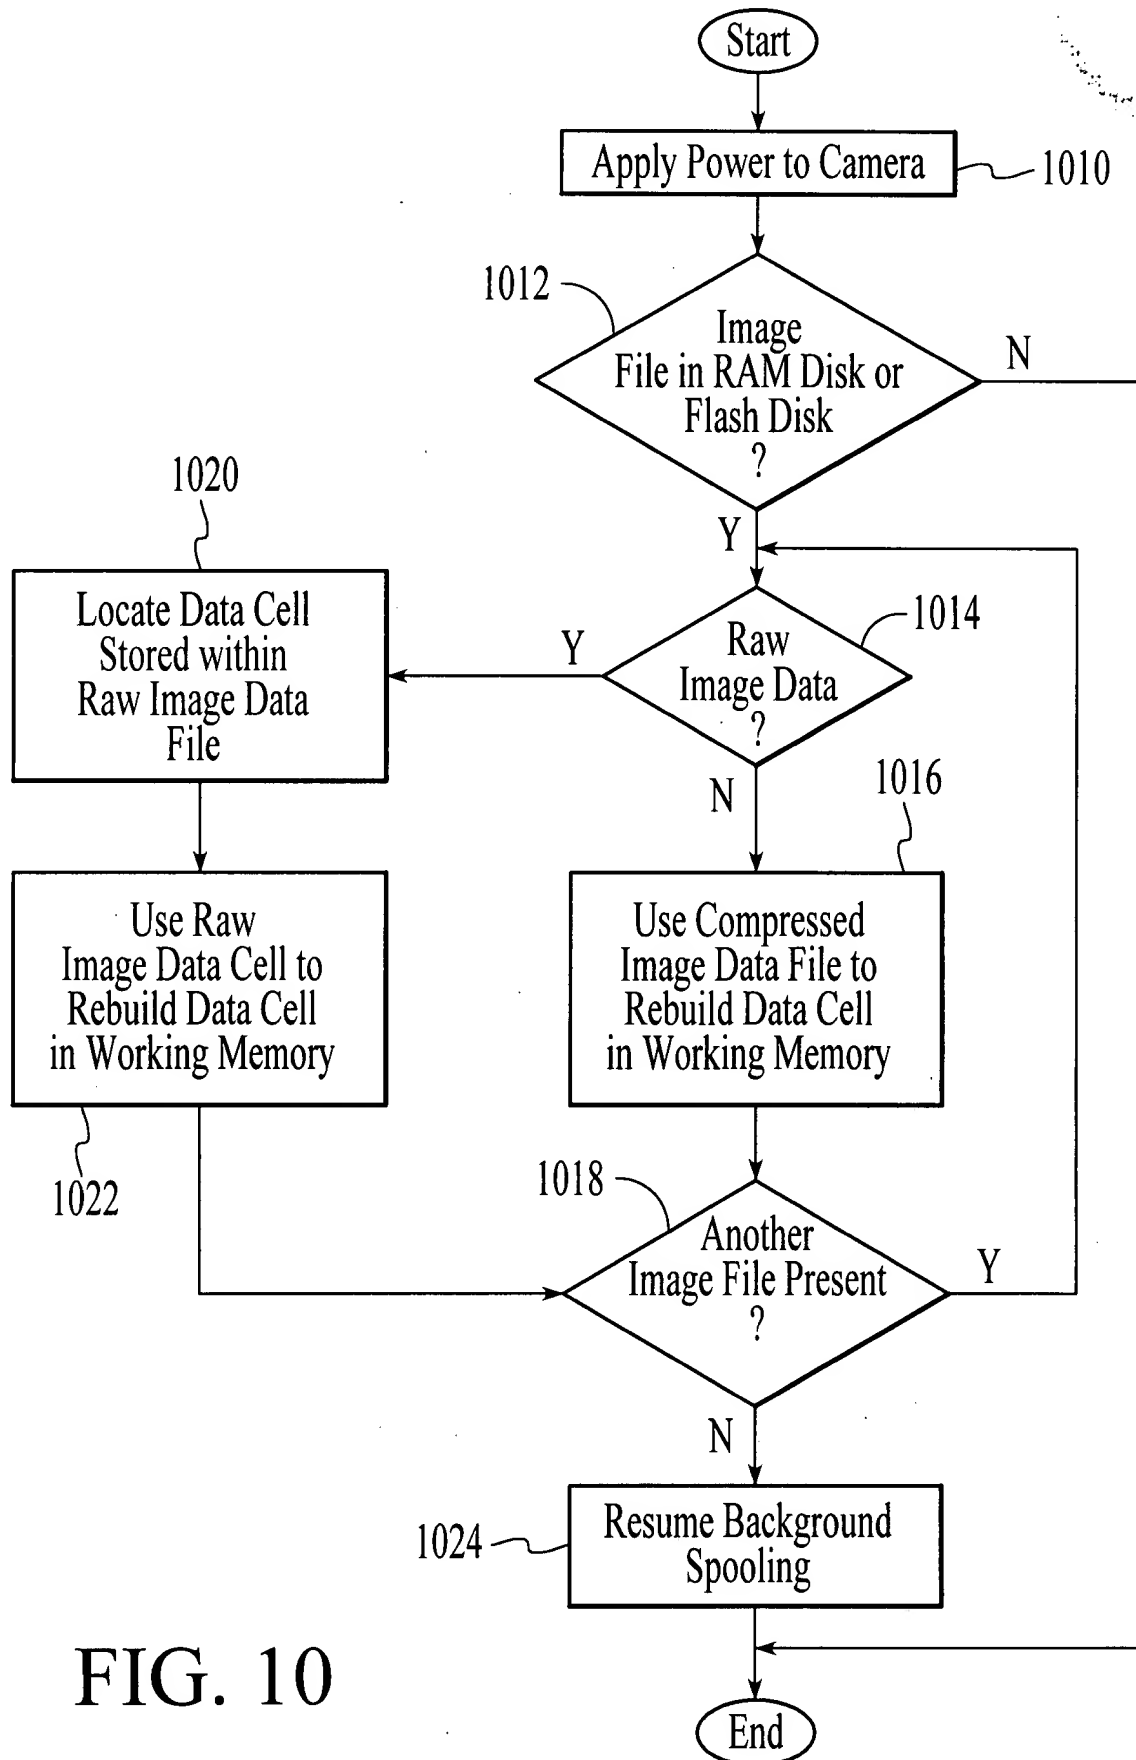 Start
Apply Power to Camera
1010
1012
Image
File in RAM Disk or
Flash Disk
?
N
Y
1020
Locate Data Cell
Stored within
Raw Image Data
File
Y
Raw
Image Data
?
1014
N
1016
Use Raw
Image Data Cell to
Rebuild Data Cell
in Working Memory
1022
Use Compressed
Image Data File to
Rebuild Data Cell
in Working Memory
1018
Another
Image File Present
?
Y
N
1024
Resume Background
Spooling
FIG. 10
End